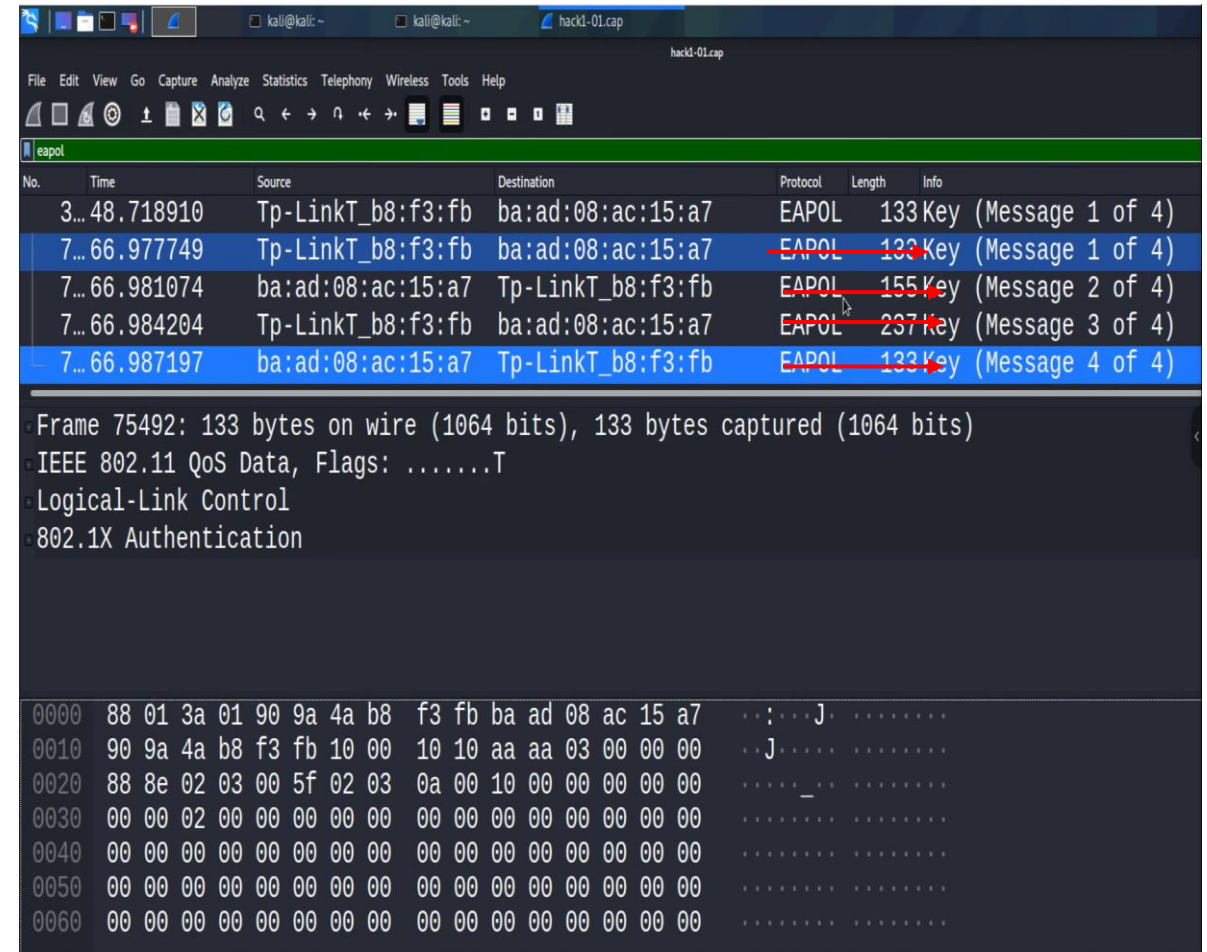 kali@kali: ~ kali@kali: ~ hack1-01.cap
hack1-01.cap
File Edit View Go Capture Analyze Statistics Telephony Wireless Tools Help
eapol
No. Time Source Destination Protocol Length Info
3… 48.718910 Tp-LinkT_b8:f3:fb ba:ad:08:ac:15:a7 EAPOL 133 Key (Message 1 of 4)
7… 66.977749 Tp-LinkT_b8:f3:fb ba:ad:08:ac:15:a7 EAPOL 133 Key (Message 1 of 4)
7… 66.981074 ba:ad:08:ac:15:a7 Tp-LinkT_b8:f3:fb EAPOL 155 Key (Message 2 of 4)
7… 66.984204 Tp-LinkT_b8:f3:fb ba:ad:08:ac:15:a7 EAPOL 237 Key (Message 3 of 4)
7… 66.987197 ba:ad:08:ac:15:a7 Tp-LinkT_b8:f3:fb EAPOL 133 Key (Message 4 of 4)
Frame 75492: 133 bytes on wire (1064 bits), 133 bytes captured (1064 bits)
IEEE 802.11 QoS Data, Flags: .......T
Logical-Link Control
802.1X Authentication
0000 88 01 3a 01 90 9a 4a b8 f3 fb ba ad 08 ac 15 a7 ··:···J· ········
0010 90 9a 4a b8 f3 fb 10 00 10 10 aa aa 03 00 00 00 ··J····· ········
0020 88 8e 02 03 00 5f 02 03 0a 00 10 00 00 00 00 00 ·····_·· ········
0030 00 00 02 00 00 00 00 00 00 00 00 00 00 00 00 00 ········ ········
0040 00 00 00 00 00 00 00 00 00 00 00 00 00 00 00 00 ········ ········
0050 00 00 00 00 00 00 00 00 00 00 00 00 00 00 00 00 ········ ········
0060 00 00 00 00 00 00 00 00 00 00 00 00 00 00 00 00 ········ ········